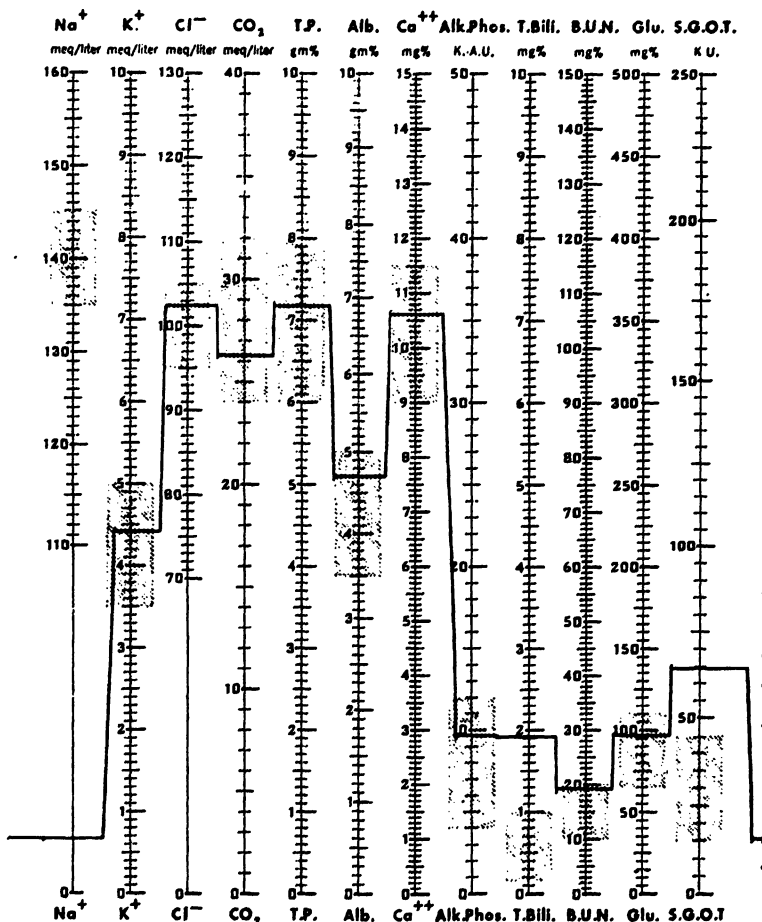 Na+ K+ Cl− CO2 T.P. Alb. Ca++ Alk.Phos. T.Bili. B.U.N. Glu. S.G.O.T.
meq/liter meq/liter meq/liter meq/liter gm% gm% mg% K.-A.U. mg% mg% mg% K U.
160 10 130 40 10 10 15 50 10 150 500 250
14 140
150 9 120 9 9 9 450
13 130
8 200
140 8 110 30 8 12 40 8 120 400
7 11 110
130 7 100 7 7 350
10 100
6 150
6 90 6 9 30 6 90 300
120 5 8 80
5 80 20 5 5 250
7 70
110 4 100
4 70 4 6 20 4 60 200
3 5 50
3 3 3 150
4 40
10
2 50
2 2 3 10 2 30 100
2 20
1 1 1 1 50
1 10
0 0 0 0 0 0 0 0 0 0 0 0
Na+ K+ Cl− CO2 T.P. Alb. Ca++ Alk.Phos. T.Bili. B.U.N. Glu. S.G.O.T